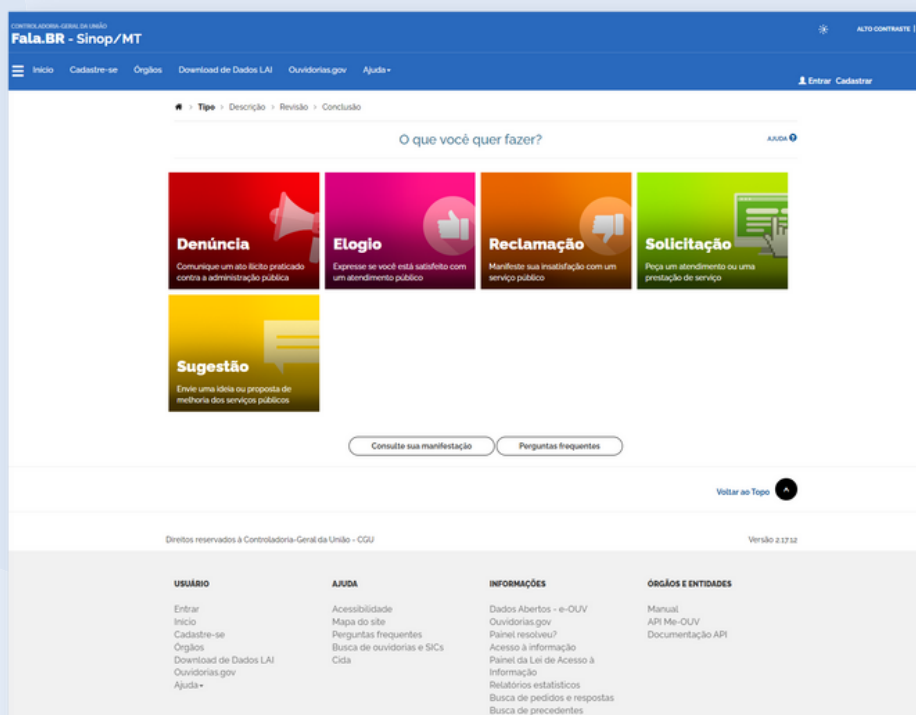 CONTROLADORIA-GERAL DA UNIÃO
Fala.BR - Sinop/MT
ALTO CONTRASTE |
Início Cadastre-se Órgãos Download de Dados LAI Ouvidorias.gov Ajuda
Entrar Cadastrar
> Tipo > Descrição > Revisão > Conclusão
O que você quer fazer?
AJUDA ?
Denúncia
Comunique um ato ilícito praticado
contra a administração pública
Elogio
Expresse se você está satisfeito com
um atendimento público
Reclamação
Manifeste sua insatisfação com um
serviço público
Solicitação
Peça um atendimento ou uma
prestação de serviço
Sugestão
Envie uma ideia ou proposta de
melhoria dos serviços públicos
Consulte sua manifestação
Perguntas frequentes
Voltar ao Topo
Direitos reservados à Controladoria-Geral da União - CGU
Versão 2.17.12
USUÁRIO
Entrar
Início
Cadastre-se
Órgãos
Download de Dados LAI
Ouvidorias.gov
Ajuda
AJUDA
Acessibilidade
Mapa do site
Perguntas frequentes
Busca de ouvidorias e SICs
Cida
INFORMAÇÕES
Dados Abertos - e-OUV
Ouvidorias.gov
Painel resolveu?
Acesso à informação
Painel da Lei de Acesso à
Informação
Relatórios estatísticos
Busca de pedidos e respostas
Busca de precedentes
ÓRGÃOS E ENTIDADES
Manual
API Me-OUV
Documentação API